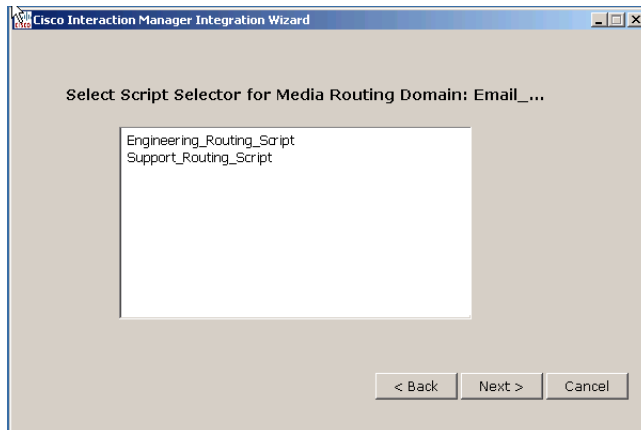 Cisco Interaction Manager Integration Wizard
Select Script Selector for Media Routing Domain: Email_...
Engineering_Routing_Script
Support_Routing_Script
< Back Next > Cancel